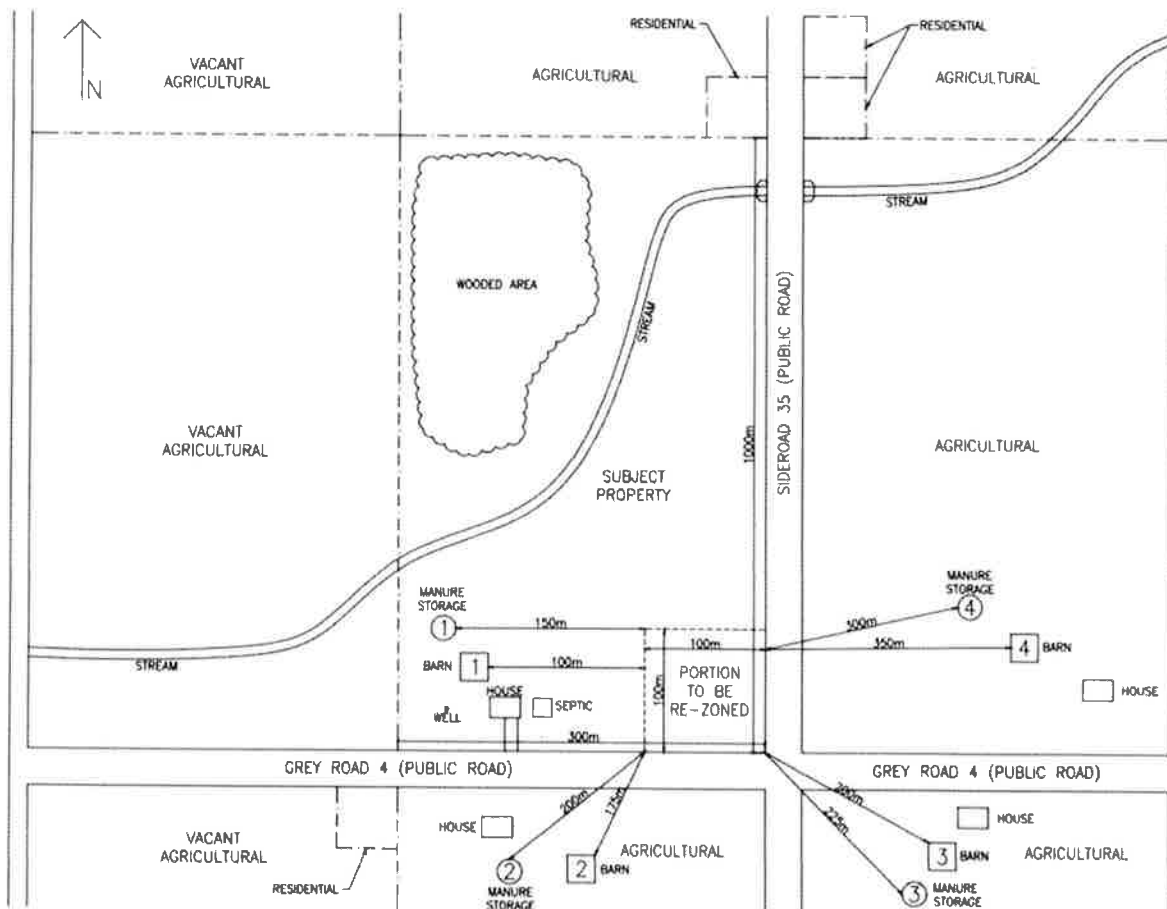 RESIDENTIAL
RESIDENTIAL
N
VACANT
AGRICULTURAL
AGRICULTURAL
AGRICULTURAL
STREAM
WOODED AREA
STREAM
SIDEROAD 35 (PUBLIC ROAD)
1000m
VACANT
AGRICULTURAL
SUBJECT
PROPERTY
AGRICULTURAL
MANURE
STORAGE
1
150m
MANURE
STORAGE
4
300m
STREAM
BARN
1
100m
100m
100m
350m
4
BARN
PORTION
TO BE
RE-ZONED
HOUSE
SEPTIC
WELL
HOUSE
300m
GREY ROAD 4 (PUBLIC ROAD)
GREY ROAD 4 (PUBLIC ROAD)
200m
175m
200m
225m
VACANT
AGRICULTURAL
HOUSE
AGRICULTURAL
HOUSE
RESIDENTIAL
2
MANURE
STORAGE
2
BARN
3
BARN
AGRICULTURAL
3
MANURE
STORAGE